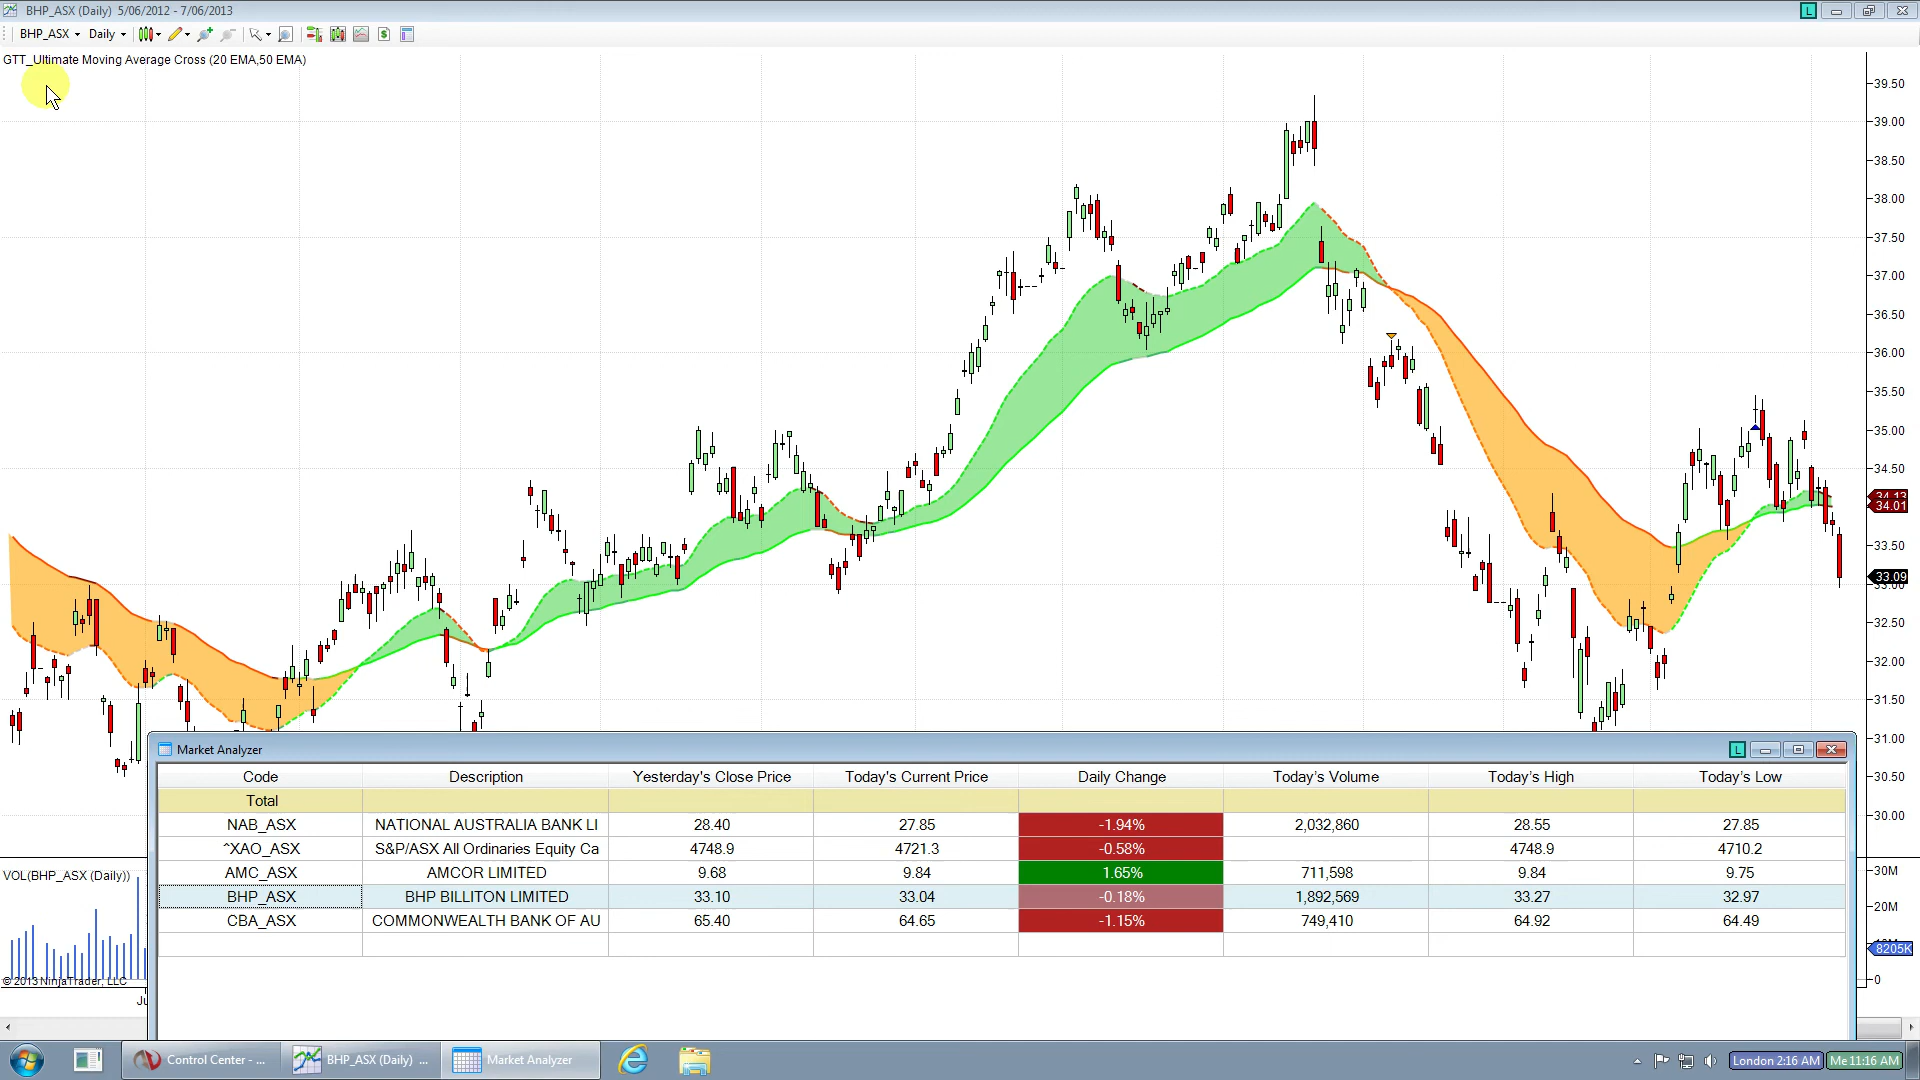 BHP_ASX (Daily) 5/06/2012 - 7/06/2013
L
BHP_ASX Daily
GTT_Ultimate Moving Average Cross (20 EMA,50 EMA)
39.50
39.00
38.50
38.00
37.50
37.00
36.50
36.00
35.50
35.00
34.50
34.13
34.01
33.50
33.09
33.00
32.50
32.00
31.50
31.00
30.50
30.00
Market Analyzer L
Code Description Yesterday's Close Price Today's Current Price Daily Change Today's Volume Today's High Today's Low
Total
NAB_ASX NATIONAL AUSTRALIA BANK LI 28.40 27.85 -1.94% 2,032,860 28.55 27.85
^XAO_ASX S&P/ASX All Ordinaries Equity Ca 4748.9 4721.3 -0.58% 4748.9 4710.2
AMC_ASX AMCOR LIMITED 9.68 9.84 1.65% 711,598 9.84 9.75
BHP_ASX BHP BILLITON LIMITED 33.10 33.04 -0.18% 1,892,569 33.27 32.97
CBA_ASX COMMONWEALTH BANK OF AU 65.40 64.65 -1.15% 749,410 64.92 64.49
VOL(BHP_ASX (Daily))
30M
20M
8205K
0
© 2013 NinjaTrader, LLC
Ju
Control Center - ... BHP_ASX (Daily) ... Market Analyzer London 2:16 AM Me 11:16 AM